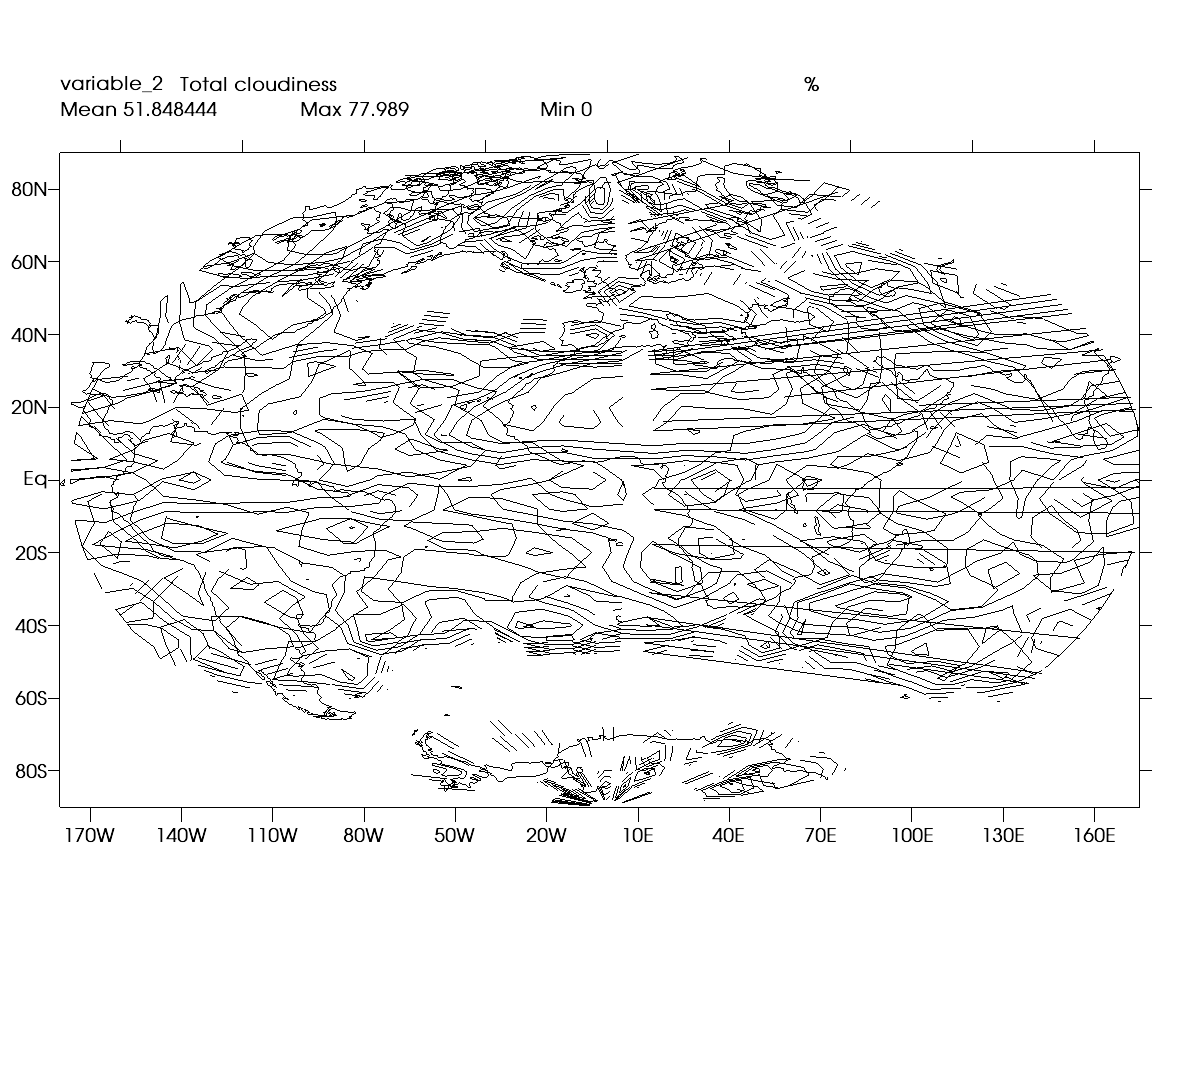 variable_2 Total cloudiness %
Mean 51.848444 Max 77.989 Min 0
80N
60N
40N
20N
Eq
20S
40S
60S
80S
170W 140W 110W 80W 50W 20W 10E 40E 70E 100E 130E 160E